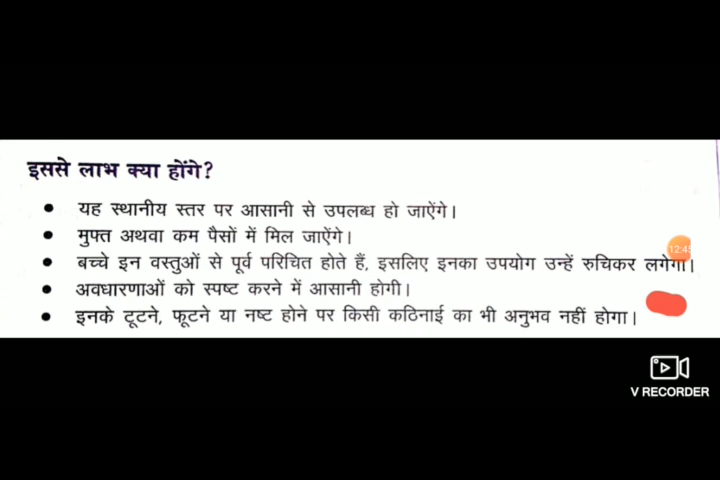 इससे लाभ क्या होंगे?
• यह स्थानीय स्तर पर आसानी से उपलब्ध हो जाऐंगे।
• मुफ्त अथवा कम पैसों में मिल जाऐंगे।
• बच्चे इन वस्तुओं से पूर्व परिचित होते हैं, इसलिए इनका उपयोग उन्हें रुचिकर लगेगा।
• अवधारणाओं को स्पष्ट करने में आसानी होगी।
• इनके टूटने, फूटने या नष्ट होने पर किसी कठिनाई का भी अनुभव नहीं होगा।
V RECORDER